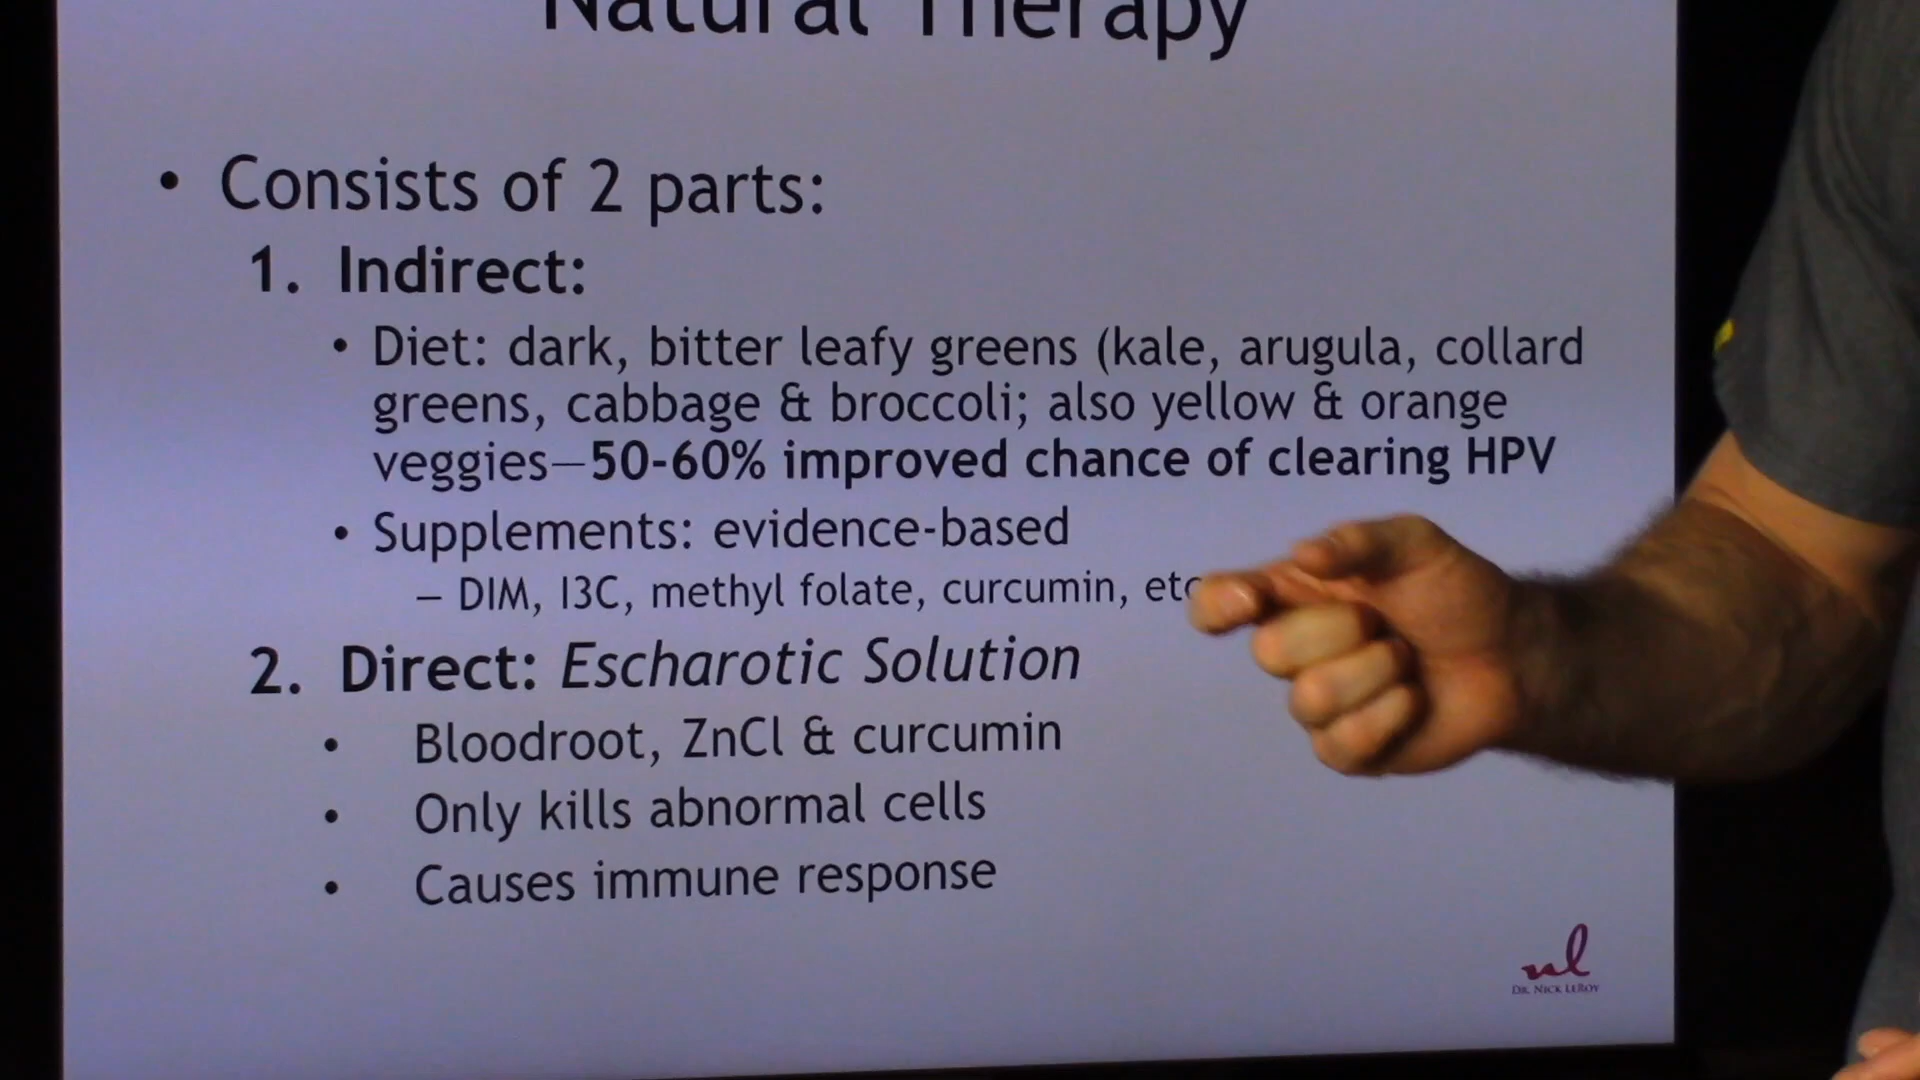 Natural Therapy
• Consists of 2 parts:
1. Indirect:
• Diet: dark, bitter leafy greens (kale, arugula, collard
greens, cabbage & broccoli; also yellow & orange
veggies—50-60% improved chance of clearing HPV
• Supplements: evidence-based
– DIM, I3C, methyl folate, curcumin, etc
2. Direct: Escharotic Solution
• Bloodroot, ZnCl & curcumin
• Only kills abnormal cells
• Causes immune response
nl
DR. NICK LEROY